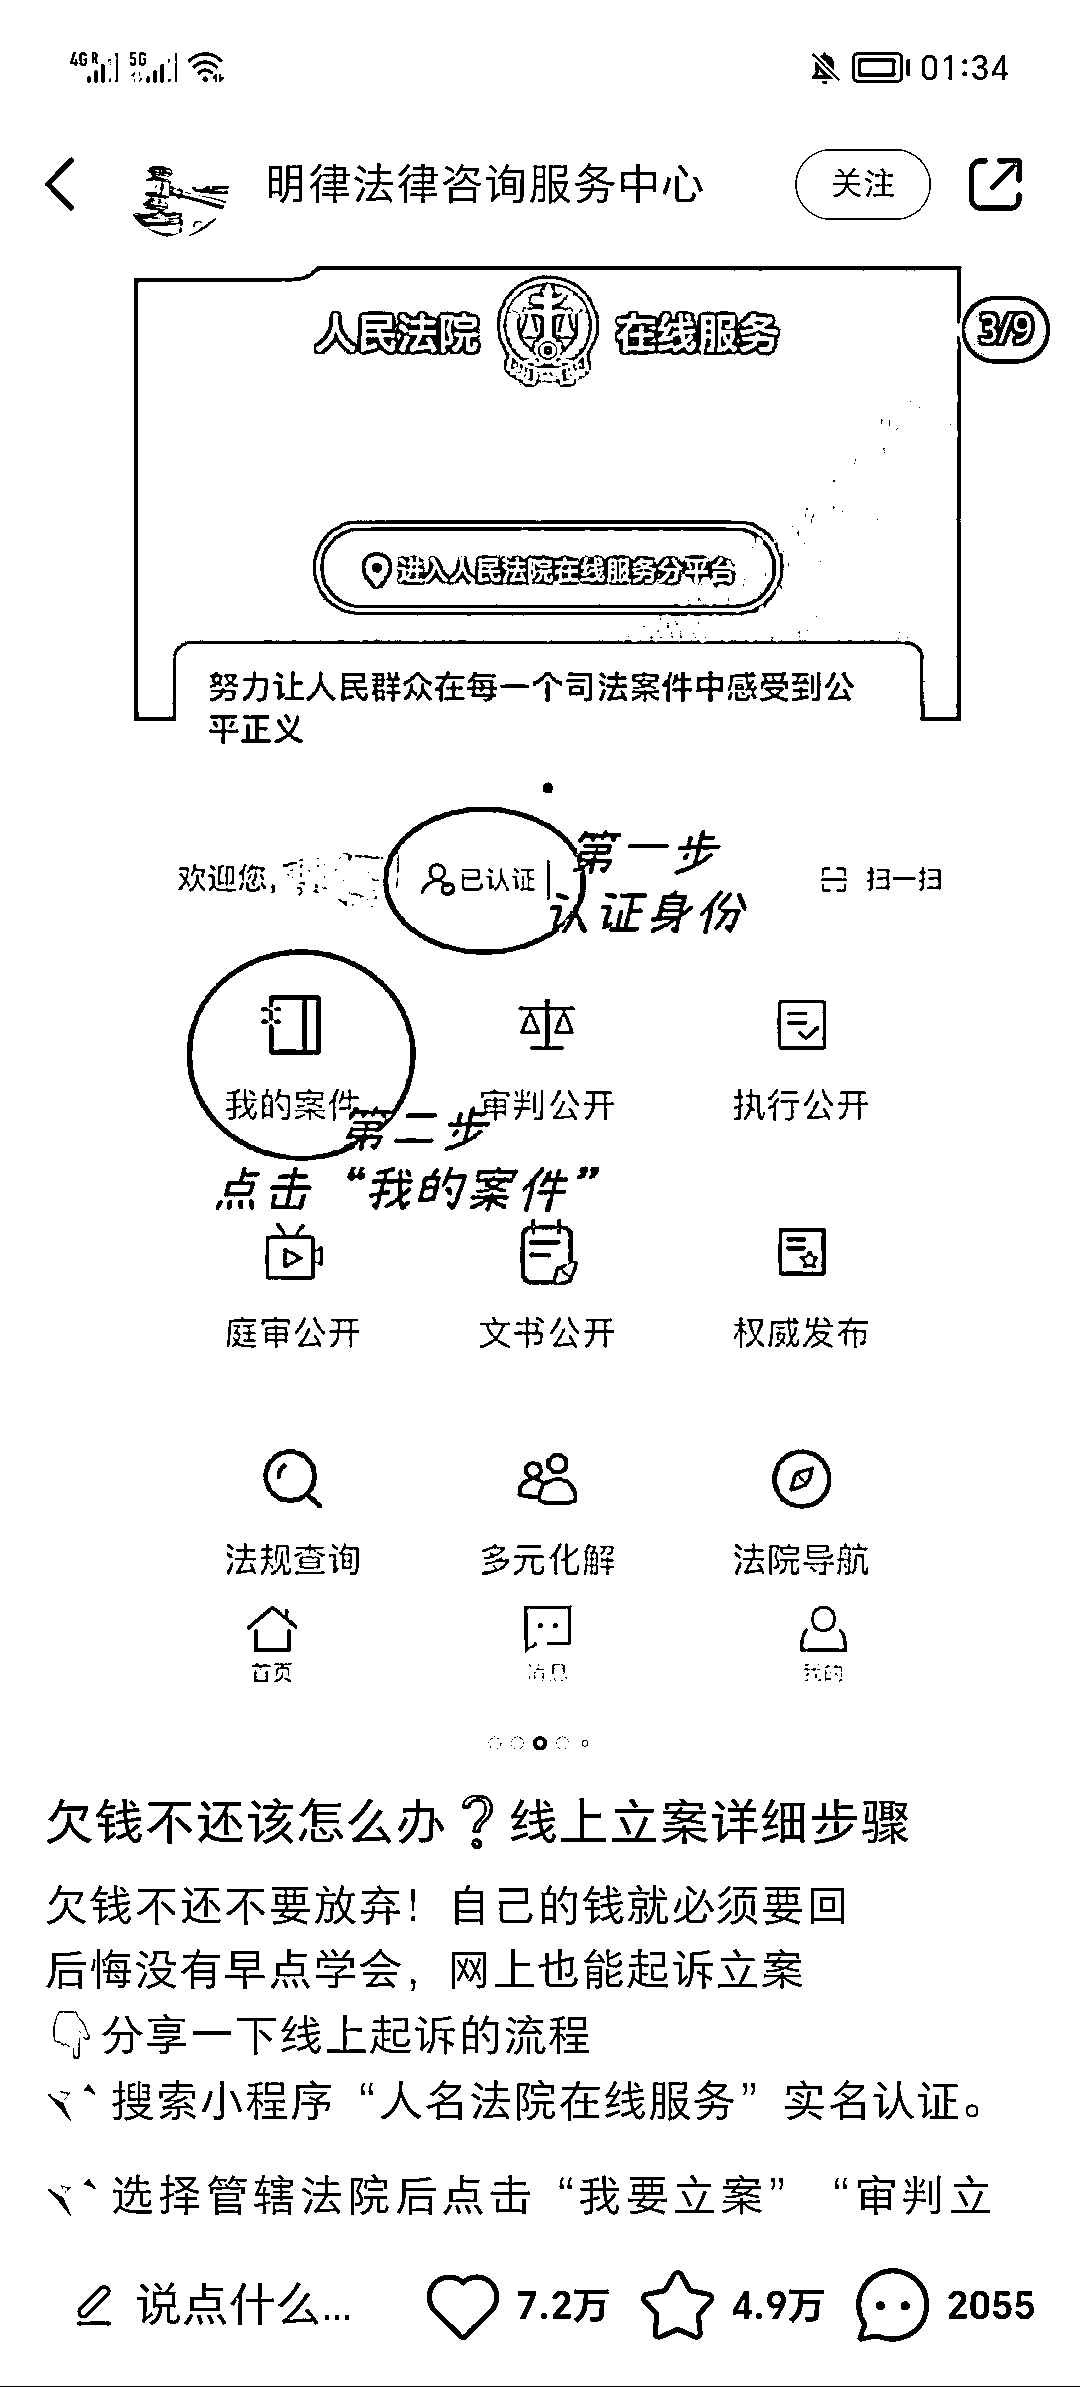 4G R 5G 01:34
明律法律咨询服务中心 关注
人民法院 在线服务
3/9
进入人民法院在线服务分平台
努力让人民群众在每一个司法案件中感受到公
平正义
欢迎您, 已认证 扫一扫
第一步
认证身份
我的案件 审判公开 执行公开
第二步
点击“我的案件”
庭审公开 文书公开 权威发布
法规查询 多元化解 法院导航
首页 消息 我的
欠钱不还该怎么办❓线上立案详细步骤
欠钱不还不要放弃！自己的钱就必须要回
后悔没有早点学会，网上也能起诉立案
👇分享一下线上起诉的流程
搜索小程序“人名法院在线服务”实名认证。
选择管辖法院后点击“我要立案”“审判立
说点什么... 7.2万 4.9万 2055